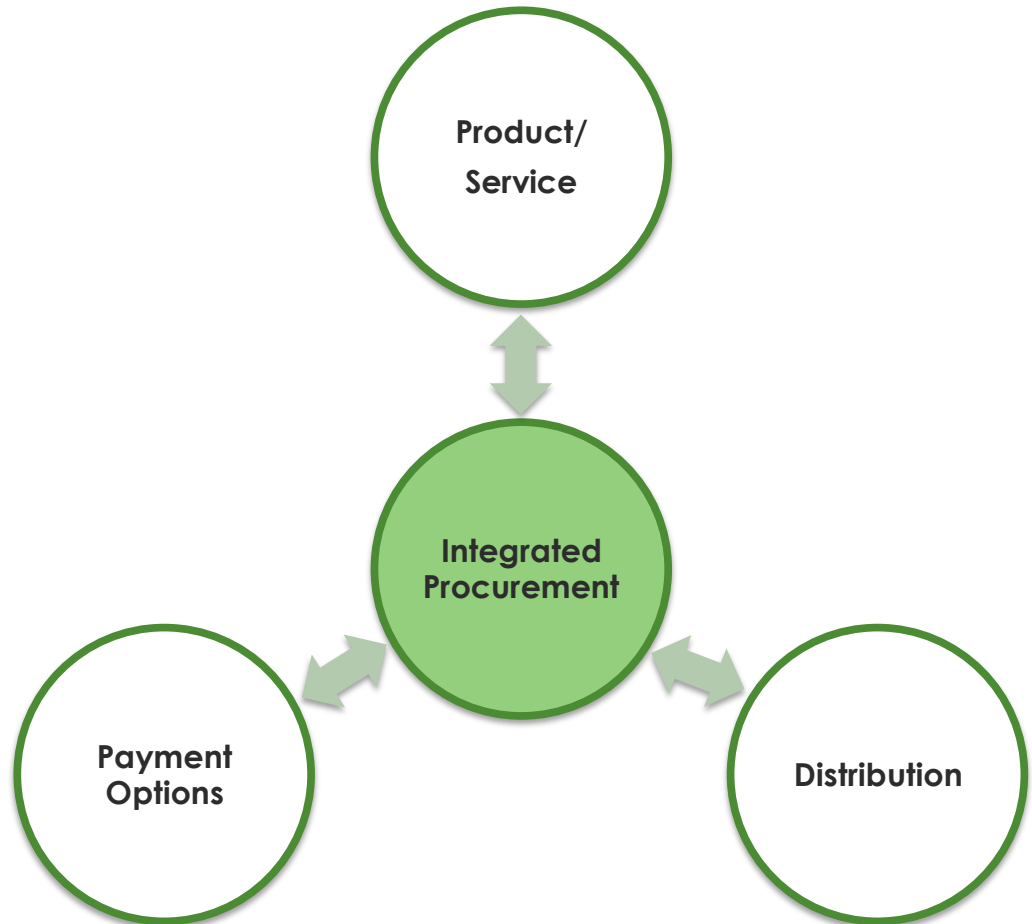 Product/
Service
Integrated
Procurement
Payment
Options
Distribution